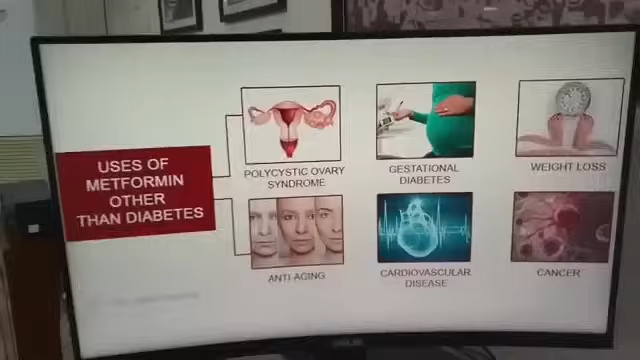 USES OF
METFORMIN
OTHER
THAN DIABETES
POLYCYSTIC OVARY
SYNDROME
GESTATIONAL
DIABETES
WEIGHT LOSS
ANTI-AGING
CARDIOVASCULAR
DISEASE
CANCER